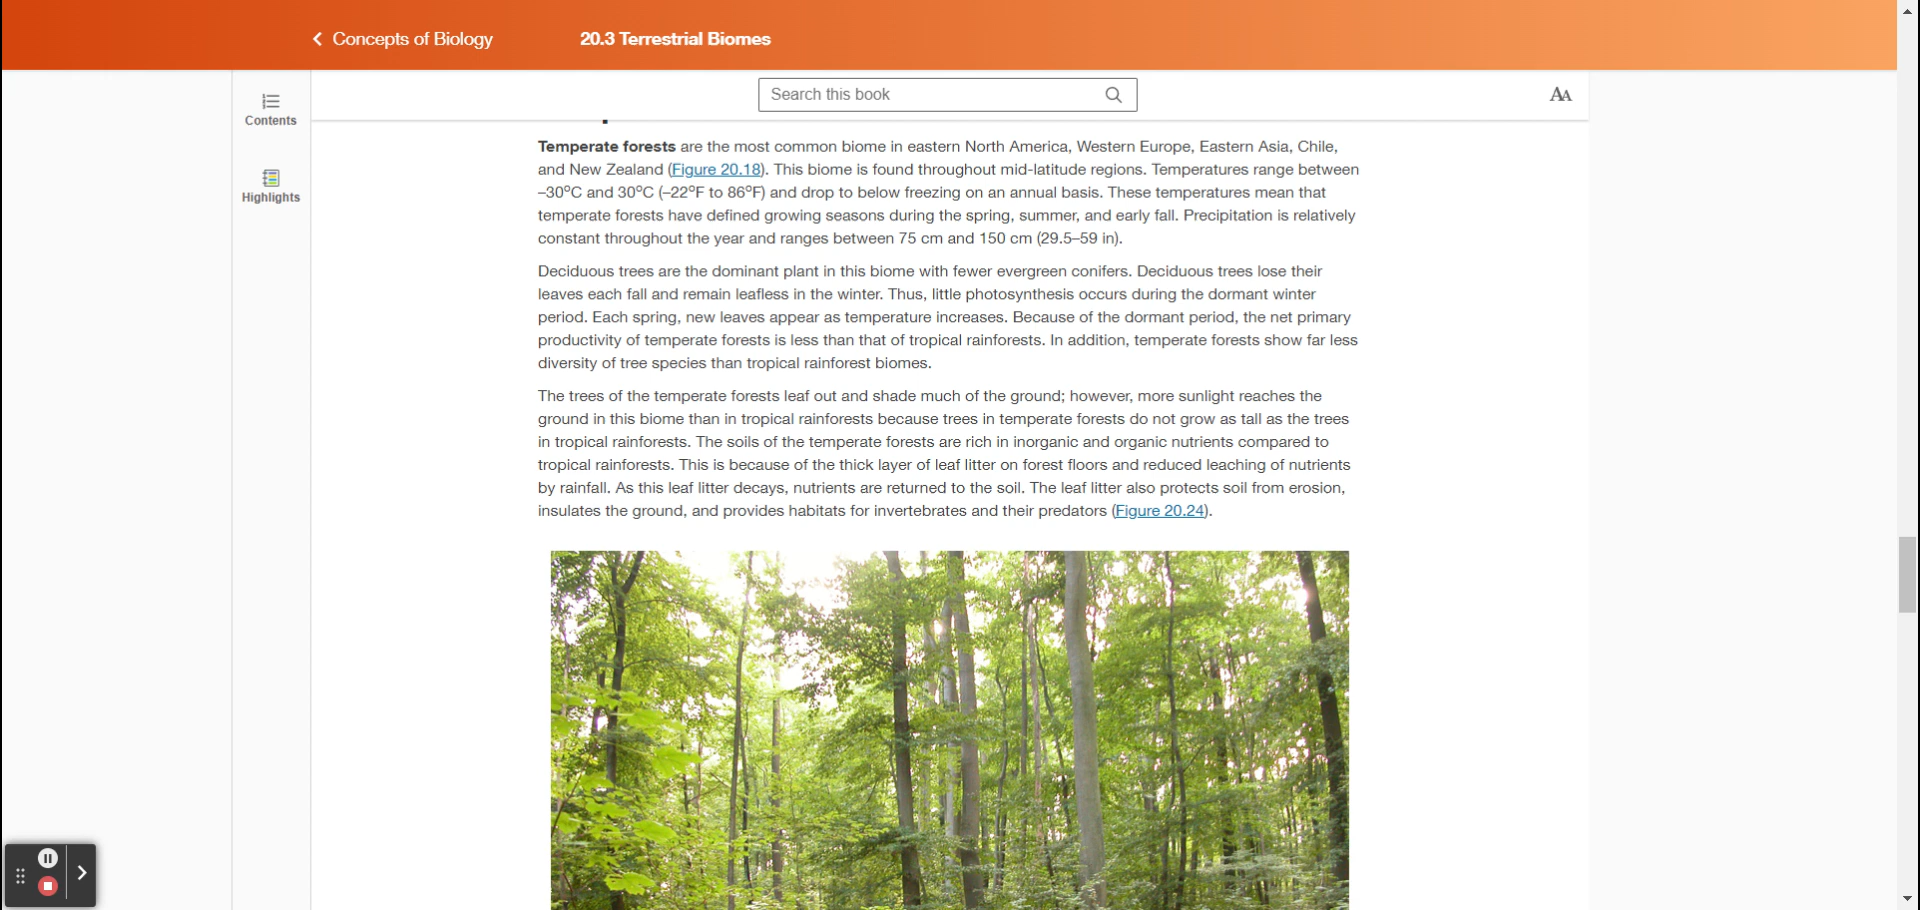 Concepts of Biology
20.3 Terrestrial Biomes
Contents
Highlights
Search this book
AA
Temperate forests are the most common biome in eastern North America, Western Europe, Eastern Asia, Chile,
and New Zealand (Figure 20.18). This biome is found throughout mid-latitude regions. Temperatures range between
–30ºC and 30ºC (–22ºF to 86ºF) and drop to below freezing on an annual basis. These temperatures mean that
temperate forests have defined growing seasons during the spring, summer, and early fall. Precipitation is relatively
constant throughout the year and ranges between 75 cm and 150 cm (29.5–59 in).
Deciduous trees are the dominant plant in this biome with fewer evergreen conifers. Deciduous trees lose their
leaves each fall and remain leafless in the winter. Thus, little photosynthesis occurs during the dormant winter
period. Each spring, new leaves appear as temperature increases. Because of the dormant period, the net primary
productivity of temperate forests is less than that of tropical rainforests. In addition, temperate forests show far less
diversity of tree species than tropical rainforest biomes.
The trees of the temperate forests leaf out and shade much of the ground; however, more sunlight reaches the
ground in this biome than in tropical rainforests because trees in temperate forests do not grow as tall as the trees
in tropical rainforests. The soils of the temperate forests are rich in inorganic and organic nutrients compared to
tropical rainforests. This is because of the thick layer of leaf litter on forest floors and reduced leaching of nutrients
by rainfall. As this leaf litter decays, nutrients are returned to the soil. The leaf litter also protects soil from erosion,
insulates the ground, and provides habitats for invertebrates and their predators (Figure 20.24).